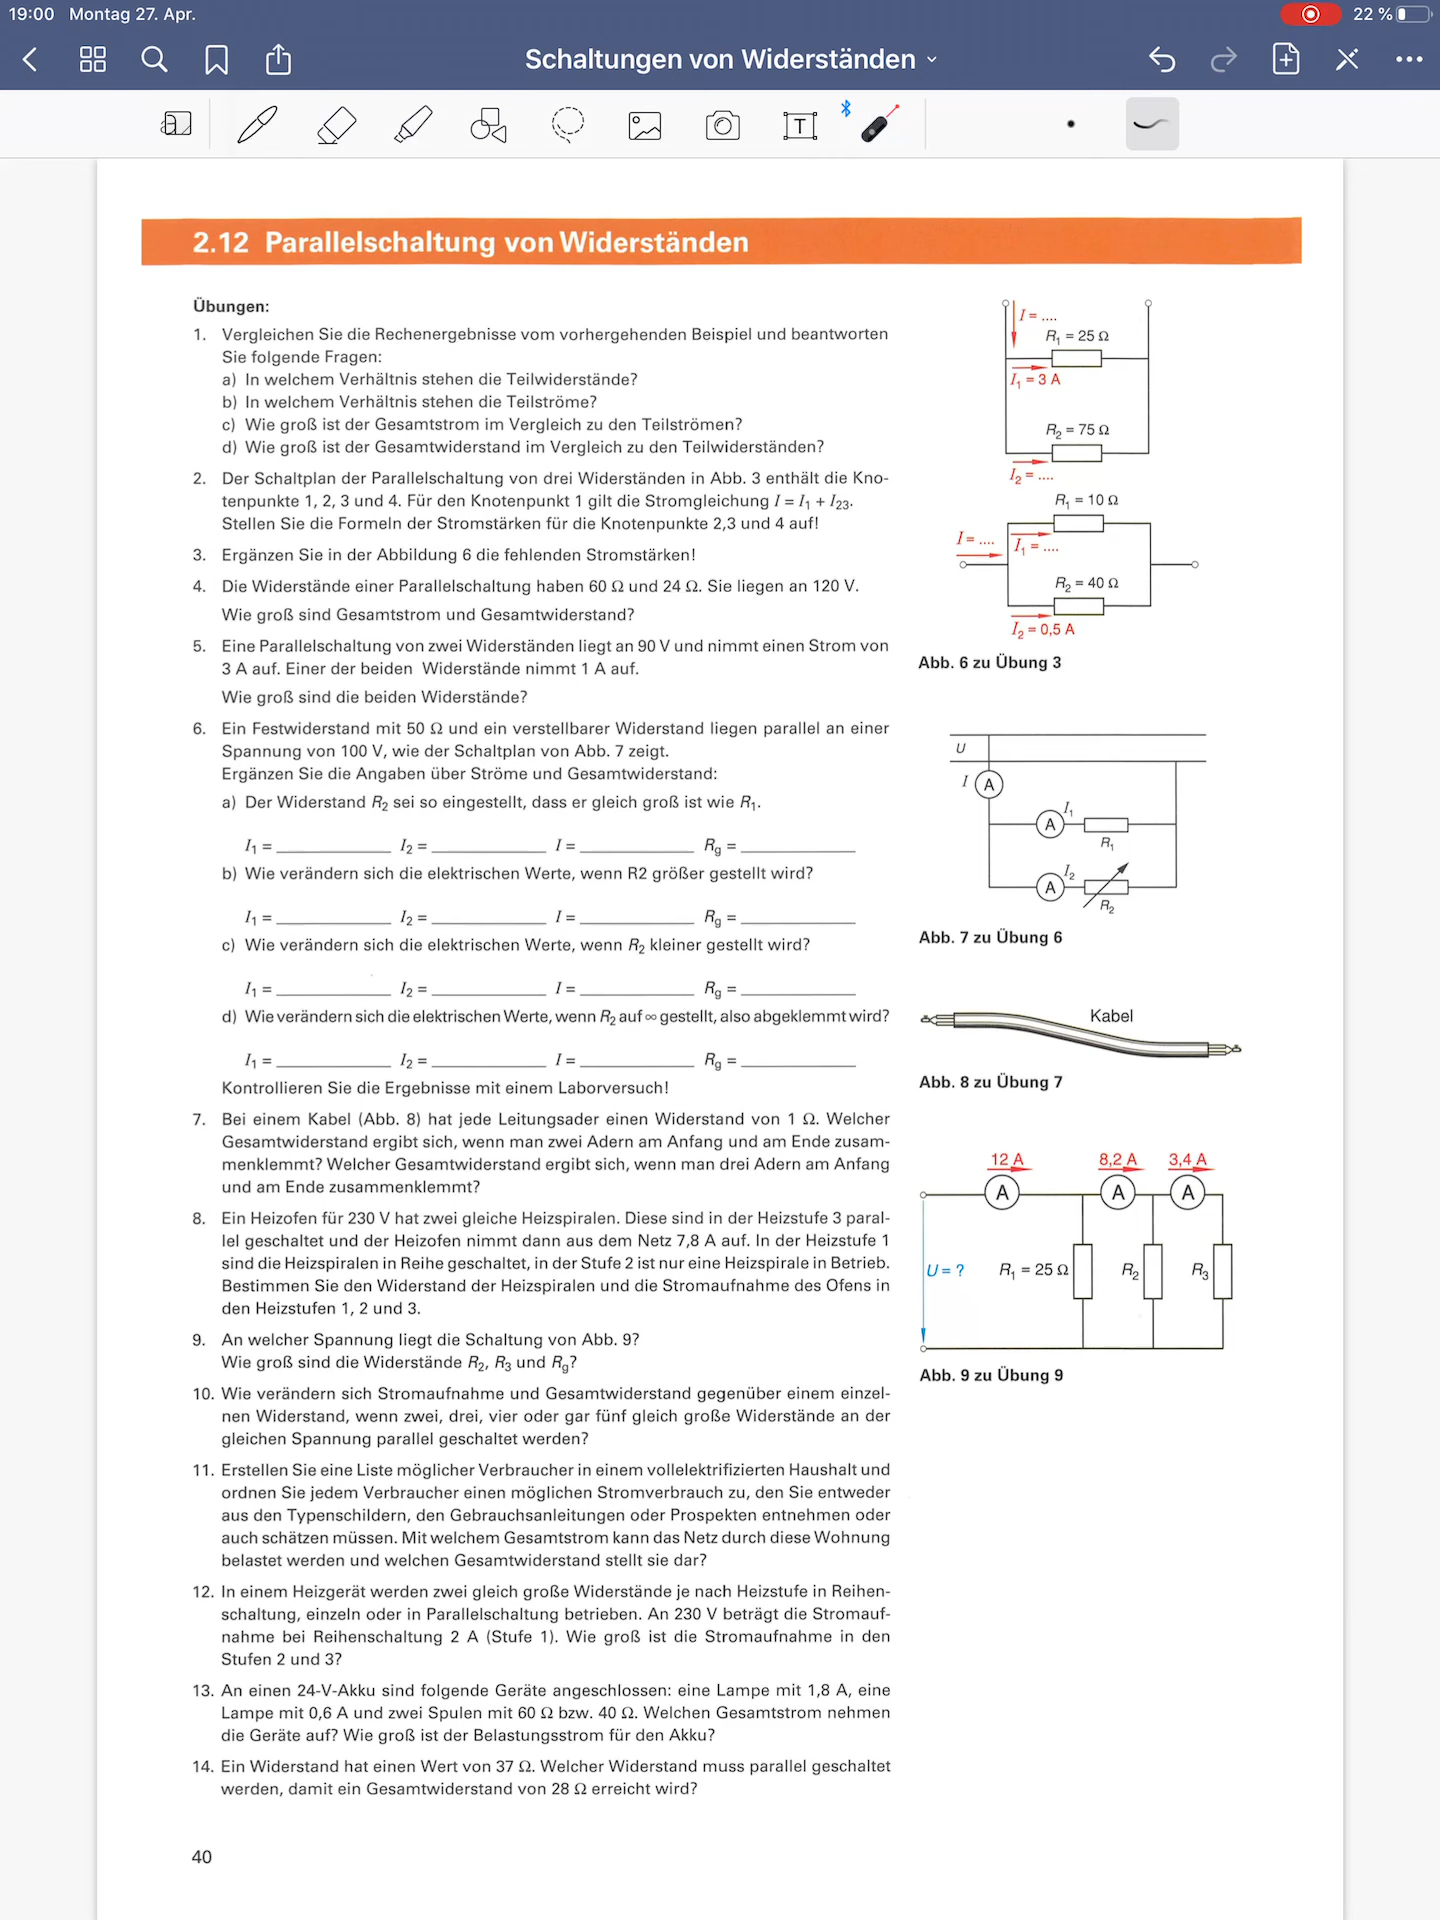 19:00 Montag 27. Apr.
22 %
Schaltungen von Widerständen
2.12 Parallelschaltung von Widerständen
Übungen:
1. Vergleichen Sie die Rechenergebnisse vom vorhergehenden Beispiel und beantworten
Sie folgende Fragen:
a) In welchem Verhältnis stehen die Teilwiderstände?
b) In welchem Verhältnis stehen die Teilströme?
c) Wie groß ist der Gesamtstrom im Vergleich zu den Teilströmen?
d) Wie groß ist der Gesamtwiderstand im Vergleich zu den Teilwiderständen?
2. Der Schaltplan der Parallelschaltung von drei Widerständen in Abb. 3 enthält die Kno-
tenpunkte 1, 2, 3 und 4. Für den Knotenpunkt 1 gilt die Stromgleichung I = I₁ + I₂₃.
Stellen Sie die Formeln der Stromstärken für die Knotenpunkte 2,3 und 4 auf!
3. Ergänzen Sie in der Abbildung 6 die fehlenden Stromstärken!
4. Die Widerstände einer Parallelschaltung haben 60 Ω und 24 Ω. Sie liegen an 120 V.
Wie groß sind Gesamtstrom und Gesamtwiderstand?
5. Eine Parallelschaltung von zwei Widerständen liegt an 90 V und nimmt einen Strom von
3 A auf. Einer der beiden Widerstände nimmt 1 A auf.
Wie groß sind die beiden Widerstände?
6. Ein Festwiderstand mit 50 Ω und ein verstellbarer Widerstand liegen parallel an einer
Spannung von 100 V, wie der Schaltplan von Abb. 7 zeigt.
Ergänzen Sie die Angaben über Ströme und Gesamtwiderstand:
a) Der Widerstand R₂ sei so eingestellt, dass er gleich groß ist wie R₁.
I₁ = ____________ I₂ = ____________ I = ____________ Rg = ____________
b) Wie verändern sich die elektrischen Werte, wenn R2 größer gestellt wird?
I₁ = ____________ I₂ = ____________ I = ____________ Rg = ____________
c) Wie verändern sich die elektrischen Werte, wenn R₂ kleiner gestellt wird?
I₁ = ____________ I₂ = ____________ I = ____________ Rg = ____________
d) Wie verändern sich die elektrischen Werte, wenn R₂ auf ∞ gestellt, also abgeklemmt wird?
I₁ = ____________ I₂ = ____________ I = ____________ Rg = ____________
Kontrollieren Sie die Ergebnisse mit einem Laborversuch!
7. Bei einem Kabel (Abb. 8) hat jede Leitungsader einen Widerstand von 1 Ω. Welcher
Gesamtwiderstand ergibt sich, wenn man zwei Adern am Anfang und am Ende zusam-
menklemmt? Welcher Gesamtwiderstand ergibt sich, wenn man drei Adern am Anfang
und am Ende zusammenklemmt?
8. Ein Heizofen für 230 V hat zwei gleiche Heizspiralen. Diese sind in der Heizstufe 3 paral-
lel geschaltet und der Heizofen nimmt dann aus dem Netz 7,8 A auf. In der Heizstufe 1
sind die Heizspiralen in Reihe geschaltet, in der Stufe 2 ist nur eine Heizspirale in Betrieb.
Bestimmen Sie den Widerstand der Heizspiralen und die Stromaufnahme des Ofens in
den Heizstufen 1, 2 und 3.
9. An welcher Spannung liegt die Schaltung von Abb. 9?
Wie groß sind die Widerstände R₂, R₃ und Rg?
10. Wie verändern sich Stromaufnahme und Gesamtwiderstand gegenüber einem einzel-
nen Widerstand, wenn zwei, drei, vier oder gar fünf gleich große Widerstände an der
gleichen Spannung parallel geschaltet werden?
11. Erstellen Sie eine Liste möglicher Verbraucher in einem vollelektrifizierten Haushalt und
ordnen Sie jedem Verbraucher einen möglichen Stromverbrauch zu, den Sie entweder
aus den Typenschildern, den Gebrauchsanleitungen oder Prospekten entnehmen oder
auch schätzen müssen. Mit welchem Gesamtstrom kann das Netz durch diese Wohnung
belastet werden und welchen Gesamtwiderstand stellt sie dar?
12. In einem Heizgerät werden zwei gleich große Widerstände je nach Heizstufe in Reihen-
schaltung, einzeln oder in Parallelschaltung betrieben. An 230 V beträgt die Stromauf-
nahme bei Reihenschaltung 2 A (Stufe 1). Wie groß ist die Stromaufnahme in den
Stufen 2 und 3?
13. An einen 24-V-Akku sind folgende Geräte angeschlossen: eine Lampe mit 1,8 A, eine
Lampe mit 0,6 A und zwei Spulen mit 60 Ω bzw. 40 Ω. Welchen Gesamtstrom nehmen
die Geräte auf? Wie groß ist der Belastungsstrom für den Akku?
14. Ein Widerstand hat einen Wert von 37 Ω. Welcher Widerstand muss parallel geschaltet
werden, damit ein Gesamtwiderstand von 28 Ω erreicht wird?
40
I = ....
R₁ = 25 Ω
I₁ = 3 A
R₂ = 75 Ω
I₂ = ....
R₁ = 10 Ω
I = ....
I₁ = ....
R₂ = 40 Ω
I₂ = 0,5 A
Abb. 6 zu Übung 3
U
I A
I₁
A
R₁
I₂
A
R₂
Abb. 7 zu Übung 6
Kabel
Abb. 8 zu Übung 7
12 A 8,2 A 3,4 A
A A A
U = ? R₁ = 25 Ω R₂ R₃
Abb. 9 zu Übung 9